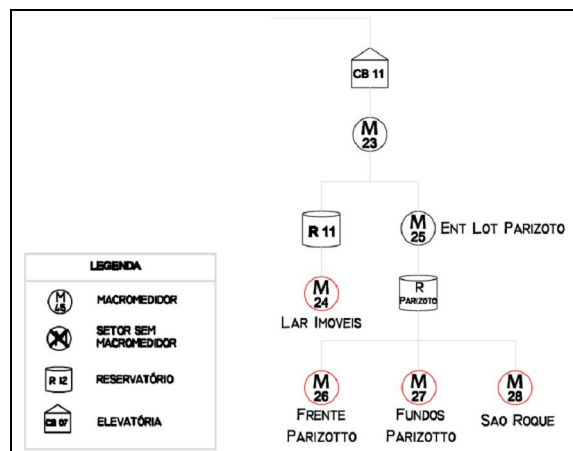 CB 11
M
23
R 11
M
25
ENT LOT PARIZOTO
M
24
LAR IMOVEIS
R
PARIZOTO
M
26
FRENTE
PARIZOTTO
M
27
FUNDOS
PARIZOTTO
M
28
SAO ROQUE
LEGENDA
M
45
MACROMEDIDOR
SETOR SEM
MACROMEDIDOR
R 12
RESERVATÓRIO
CB 07
ELEVATÓRIA